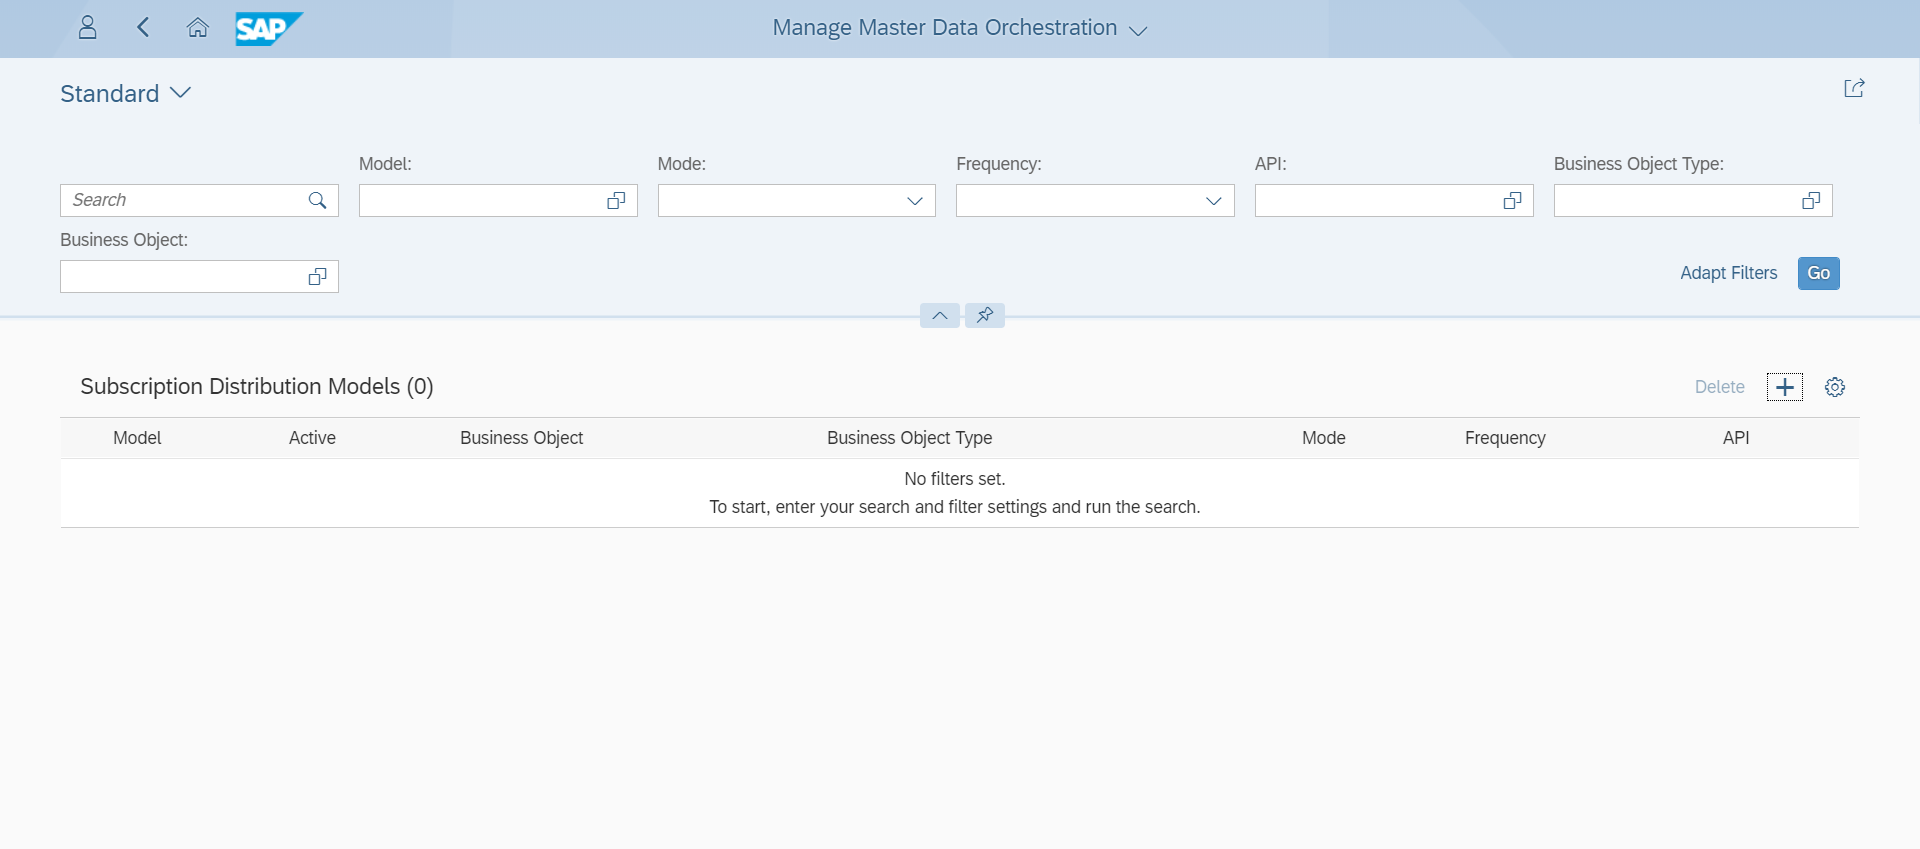 SAP
Manage Master Data Orchestration
Standard
Search
Model:
Mode:
Frequency:
API:
Business Object Type:
Business Object:
Adapt Filters
Go
Subscription Distribution Models (0)
Delete
Model Active Business Object Business Object Type Mode Frequency API
No filters set.
To start, enter your search and filter settings and run the search.